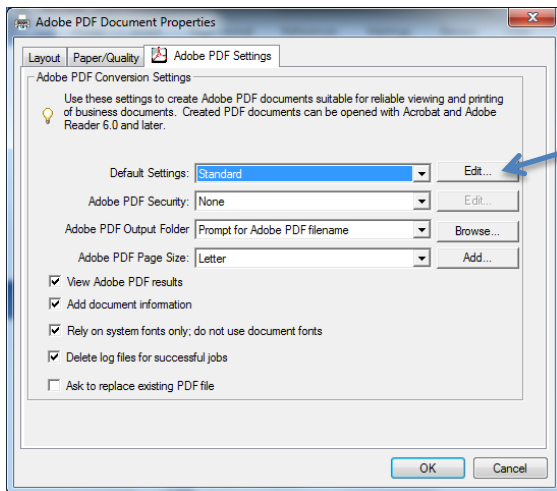 Adobe PDF Document Properties
Layout Paper/Quality Adobe PDF Settings
Adobe PDF Conversion Settings
Use these settings to create Adobe PDF documents suitable for reliable viewing and printing
of business documents. Created PDF documents can be opened with Acrobat and Adobe
Reader 6.0 and later.
Default Settings: Standard Edit...
Adobe PDF Security: None Edit...
Adobe PDF Output Folder Prompt for Adobe PDF filename Browse...
Adobe PDF Page Size: Letter Add...
View Adobe PDF results
Add document information
Rely on system fonts only; do not use document fonts
Delete log files for successful jobs
Ask to replace existing PDF file
OK Cancel